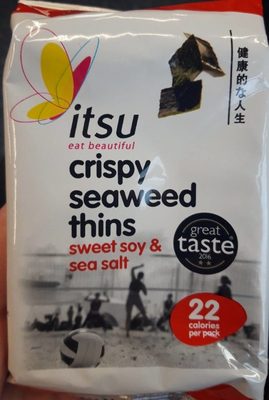 itsu
eat beautiful
crispy
seaweed
thins
sweet soy &
sea salt
健康的な人生
great
taste
2016
22
calories
per pack